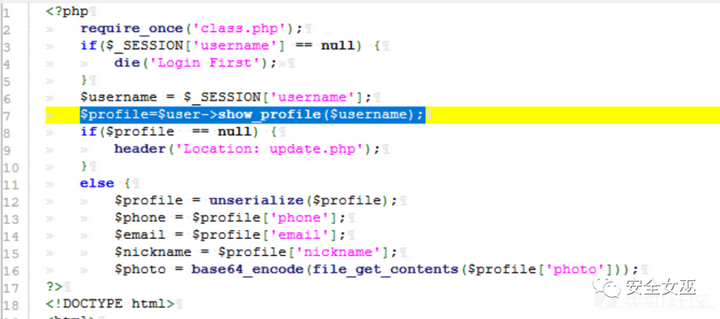 1 <?php
2 require_once('class.php');
3 if($_SESSION['username'] == null) {
4 die('Login First');
5 }
6 $username = $_SESSION['username'];
7 $profile=$user->show_profile($username);
8 if($profile  == null) {
9 header('Location: update.php');
10 }
11 else {
12 $profile = unserialize($profile);
13 $phone = $profile['phone'];
14 $email = $profile['email'];
15 $nickname = $profile['nickname'];
16 $photo = base64_encode(file_get_contents($profile['photo']));
17 ?>
18 <!DOCTYPE html>
安全女巫